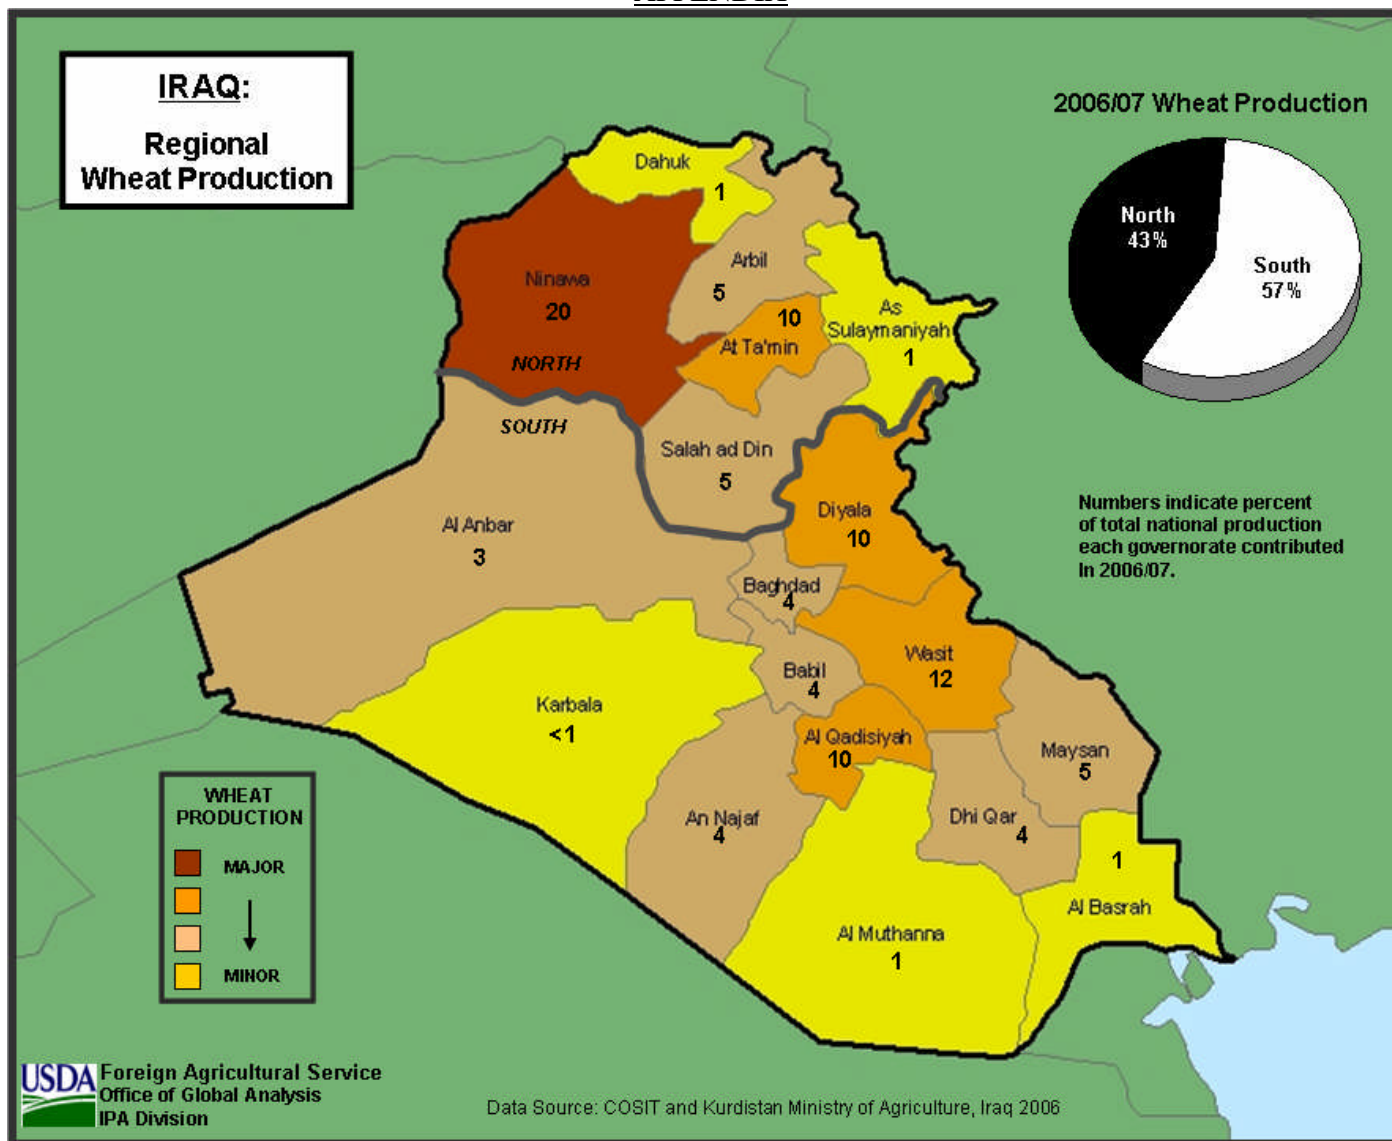 IRAQ:
Regional
Wheat Production
2006/07 Wheat Production
North
43%
South
57%
Dahuk
1
Arbil
5
Ninawa
20
10
At Ta'min
As
Sulaymaniyah
1
NORTH
SOUTH
Salah ad Din
5
Al Anbar
3
Diyala
10
Numbers indicate percent
of total national production
each governorate contributed
In 2006/07.
Baghdad
4
Wasit
12
Babil
4
Karbala
<1
Al Qadisiyah
10
Maysan
5
An Najaf
4
Dhi Qar
4
1
Al Basrah
Al Muthanna
1
WHEAT
PRODUCTION
MAJOR
MINOR
USDA
Foreign Agricultural Service
Office of Global Analysis
IPA Division
Data Source: COSIT and Kurdistan Ministry of Agriculture, Iraq 2006